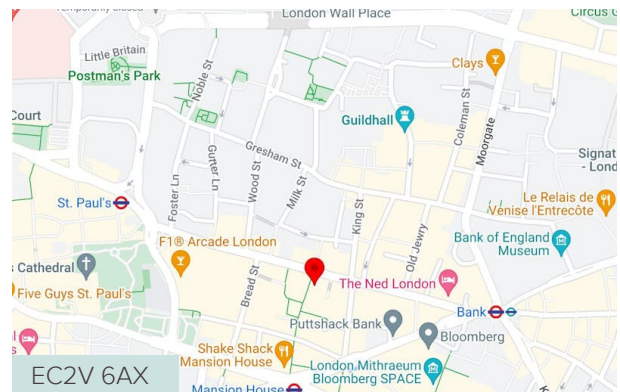 London Wall Place
Circus G
Little Britain
Postman's Park
Noble St
Clays
Guildhall
Coleman St
Moorgate
Court
Gresham St
Signat
- Lond
Gutter Ln
Wood St
Milk St
Foster Ln
King St
St. Paul's
Le Relais de
Venise l'Entrecôte
F1® Arcade London
Old Jewry
Bank of England
Museum
s Cathedral
Bread St
The Ned London
Five Guys St. Paul's
Bank
Puttshack Bank
Bloomberg
Shake Shack
Mansion House
London Mithraeum
Bloomberg SPACE
EC2V 6AX
Mansion House